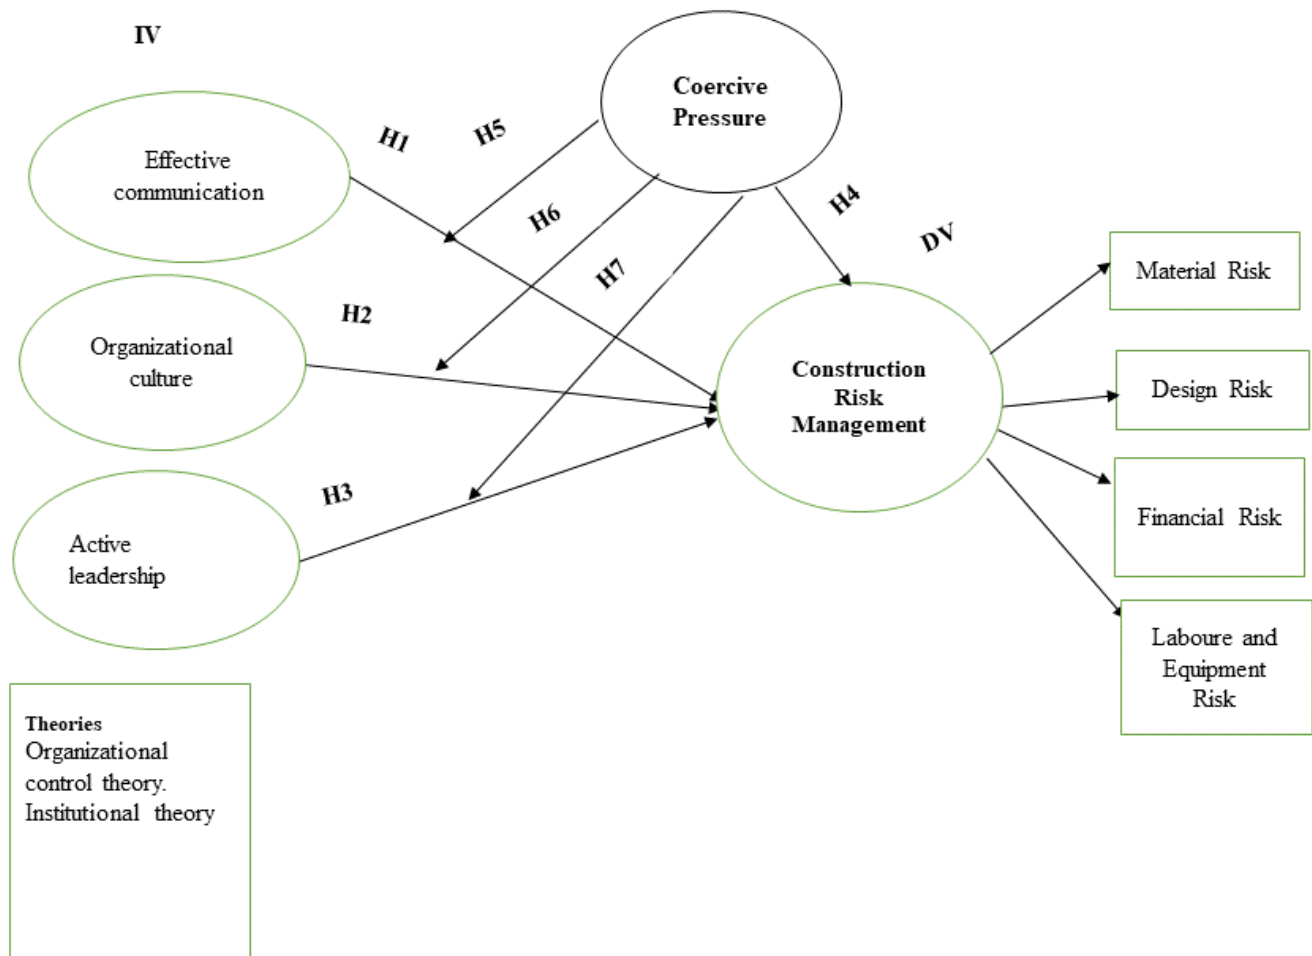 IV
Coercive
Pressure
Effective
communication
H1
H5
H6
H4
H7
DV
Material Risk
H2
Organizational
culture
Construction
Risk
Management
Design Risk
H3
Active
leadership
Financial Risk
Laboure and
Equipment
Risk
Theories
Organizational
control theory.
Institutional theory